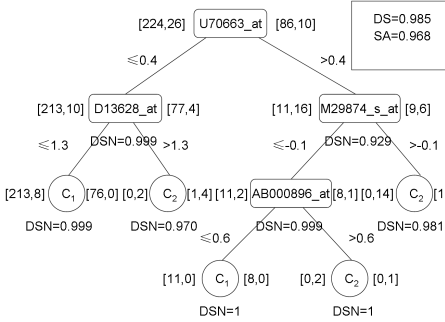 [224,26] U70663_at [86,10]
DS=0.985
SA=0.968
≤0.4 >0.4
[213,10] D13628_at [77,4] [11,16] M29874_s_at [9,6]
≤1.3 DSN=0.999 >1.3 ≤-0.1 DSN=0.929 >-0.1
[213,8] C1 [76,0] [0,2] C2 [1,4] [11,2] AB000896_at [8,1] [0,14] C2 [1
DSN=0.999 DSN=0.970 DSN=0.999 DSN=0.981
≤0.6 >0.6
[11,0] C1 [8,0] [0,2] C2 [0,1]
DSN=1 DSN=1